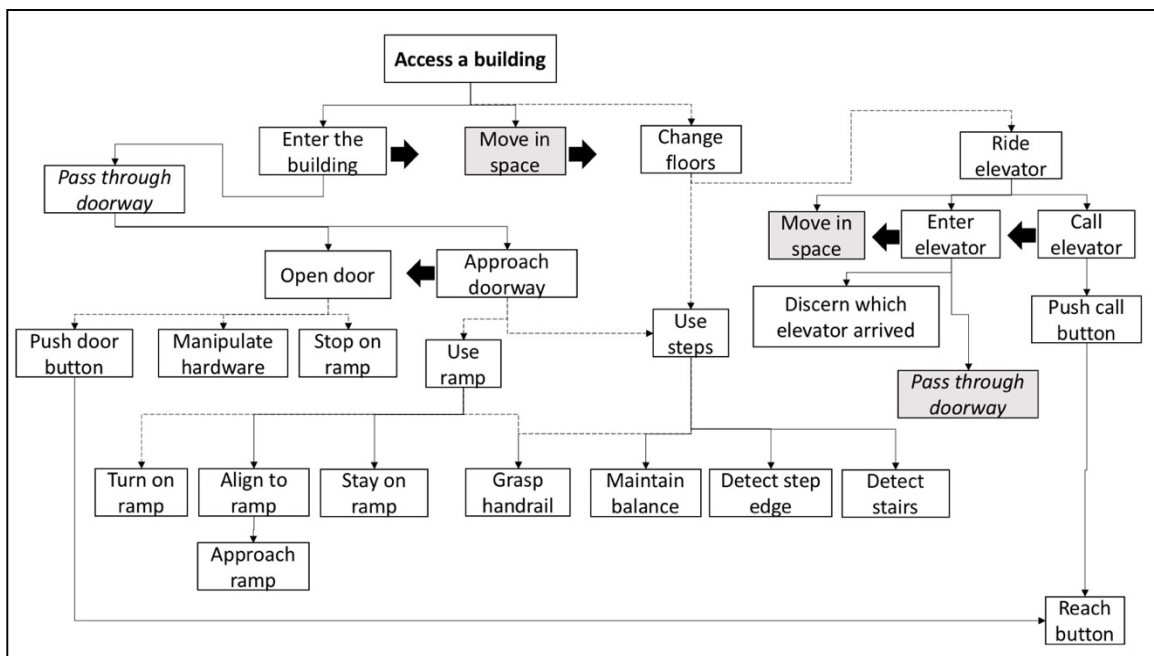 Access a building
Enter the
building
Move in
space
Change
floors
Ride
elevator
Pass through
doorway
Move in
space
Enter
elevator
Call
elevator
Open door
Approach
doorway
Discern which
elevator arrived
Push call
button
Push door
button
Manipulate
hardware
Stop on
ramp
Use
ramp
Use
steps
Pass through
doorway
Turn on
ramp
Align to
ramp
Stay on
ramp
Grasp
handrail
Maintain
balance
Detect step
edge
Detect
stairs
Approach
ramp
Reach
button